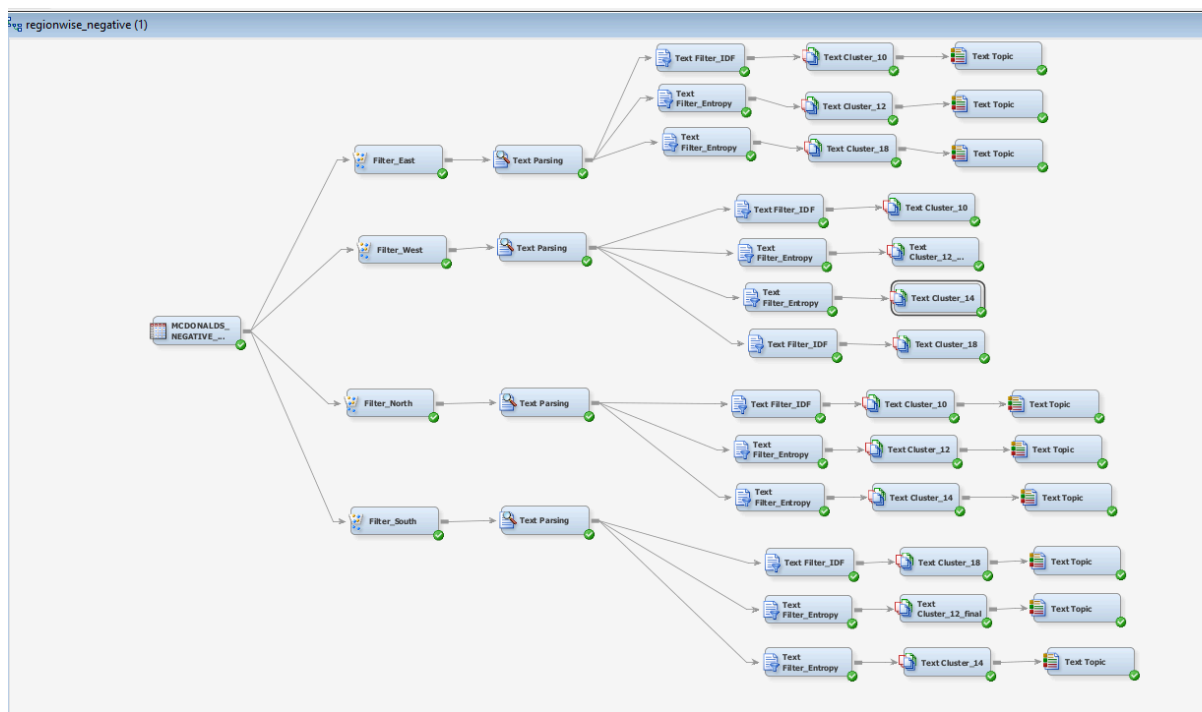 regionwise_negative (1)
Text Filter_IDF
Text Cluster_10
Text Topic
Text
Filter_Entropy
Text Cluster_12
Text Topic
Text
Filter_Entropy
Text Cluster_18
Text Topic
Filter_East
Text Parsing
Text Filter_IDF
Text Cluster_10
Filter_West
Text Parsing
Text
Filter_Entropy
Text
Cluster_12_...
Text
Filter_Entropy
Text Cluster_14
Text Filter_IDF
Text Cluster_18
MCDONALDS_
NEGATIVE_...
Filter_North
Text Parsing
Text Filter_IDF
Text Cluster_10
Text Topic
Text
Filter_Entropy
Text Cluster_12
Text Topic
Text
Filter_Entropy
Text Cluster_14
Text Topic
Filter_South
Text Parsing
Text Filter_IDF
Text Cluster_18
Text Topic
Text
Filter_Entropy
Text
Cluster_12_final
Text Topic
Text
Filter_Entropy
Text Cluster_14
Text Topic